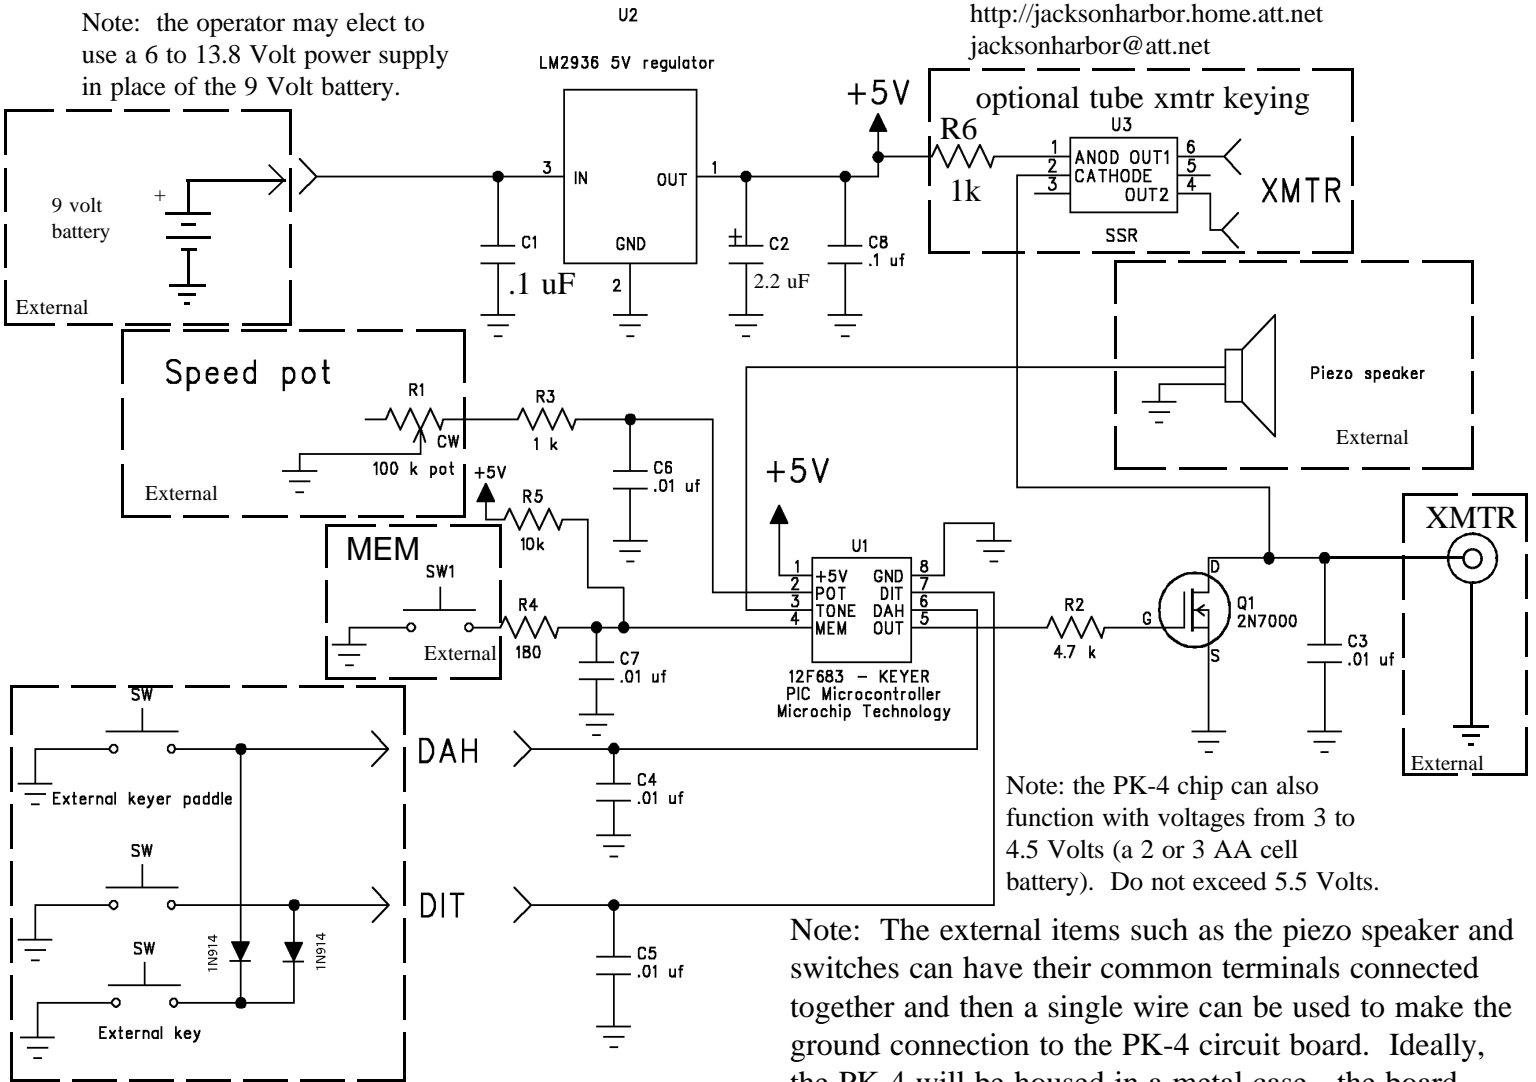 Note: the operator may elect to
use a 6 to 13.8 Volt power supply
in place of the 9 Volt battery.
U2
LM2936 5V regulator
http://jacksonharbor.home.att.net
jacksonharbor@att.net
9 volt
battery
+
External
3
IN
OUT
1
GND
2
C1
.1 uF
+
C2
2.2 uF
C8
.1 uf
+5V
optional tube xmtr keying
R6
1k
U3
1
2
3
ANOD OUT1
CATHODE
OUT2
6
5
4
SSR
XMTR
Speed pot
R1
CW
100 k pot
External
R3
1 k
C6
.01 uf
+5V
R5
10k
Piezo speaker
External
MEM
SW1
External
R4
180
C7
.01 uf
+5V
U1
1
2
3
4
+5V GND
POT DIT
TONE DAH
MEM OUT
8
7
6
5
12F683 - KEYER
PIC Microcontroller
Microchip Technology
R2
4.7 k
G
D
S
Q1
2N7000
C3
.01 uf
XMTR
External
SW
External keyer paddle
DAH
C4
.01 uf
SW
DIT
C5
.01 uf
1N914
1N914
SW
External key
Note: the PK-4 chip can also
function with voltages from 3 to
4.5 Volts (a 2 or 3 AA cell
battery). Do not exceed 5.5 Volts.
Note: The external items such as the piezo speaker and
switches can have their common terminals connected
together and then a single wire can be used to make the
ground connection to the PK-4 circuit board. Ideally,
the PK-4 will be housed in a metal case - the board